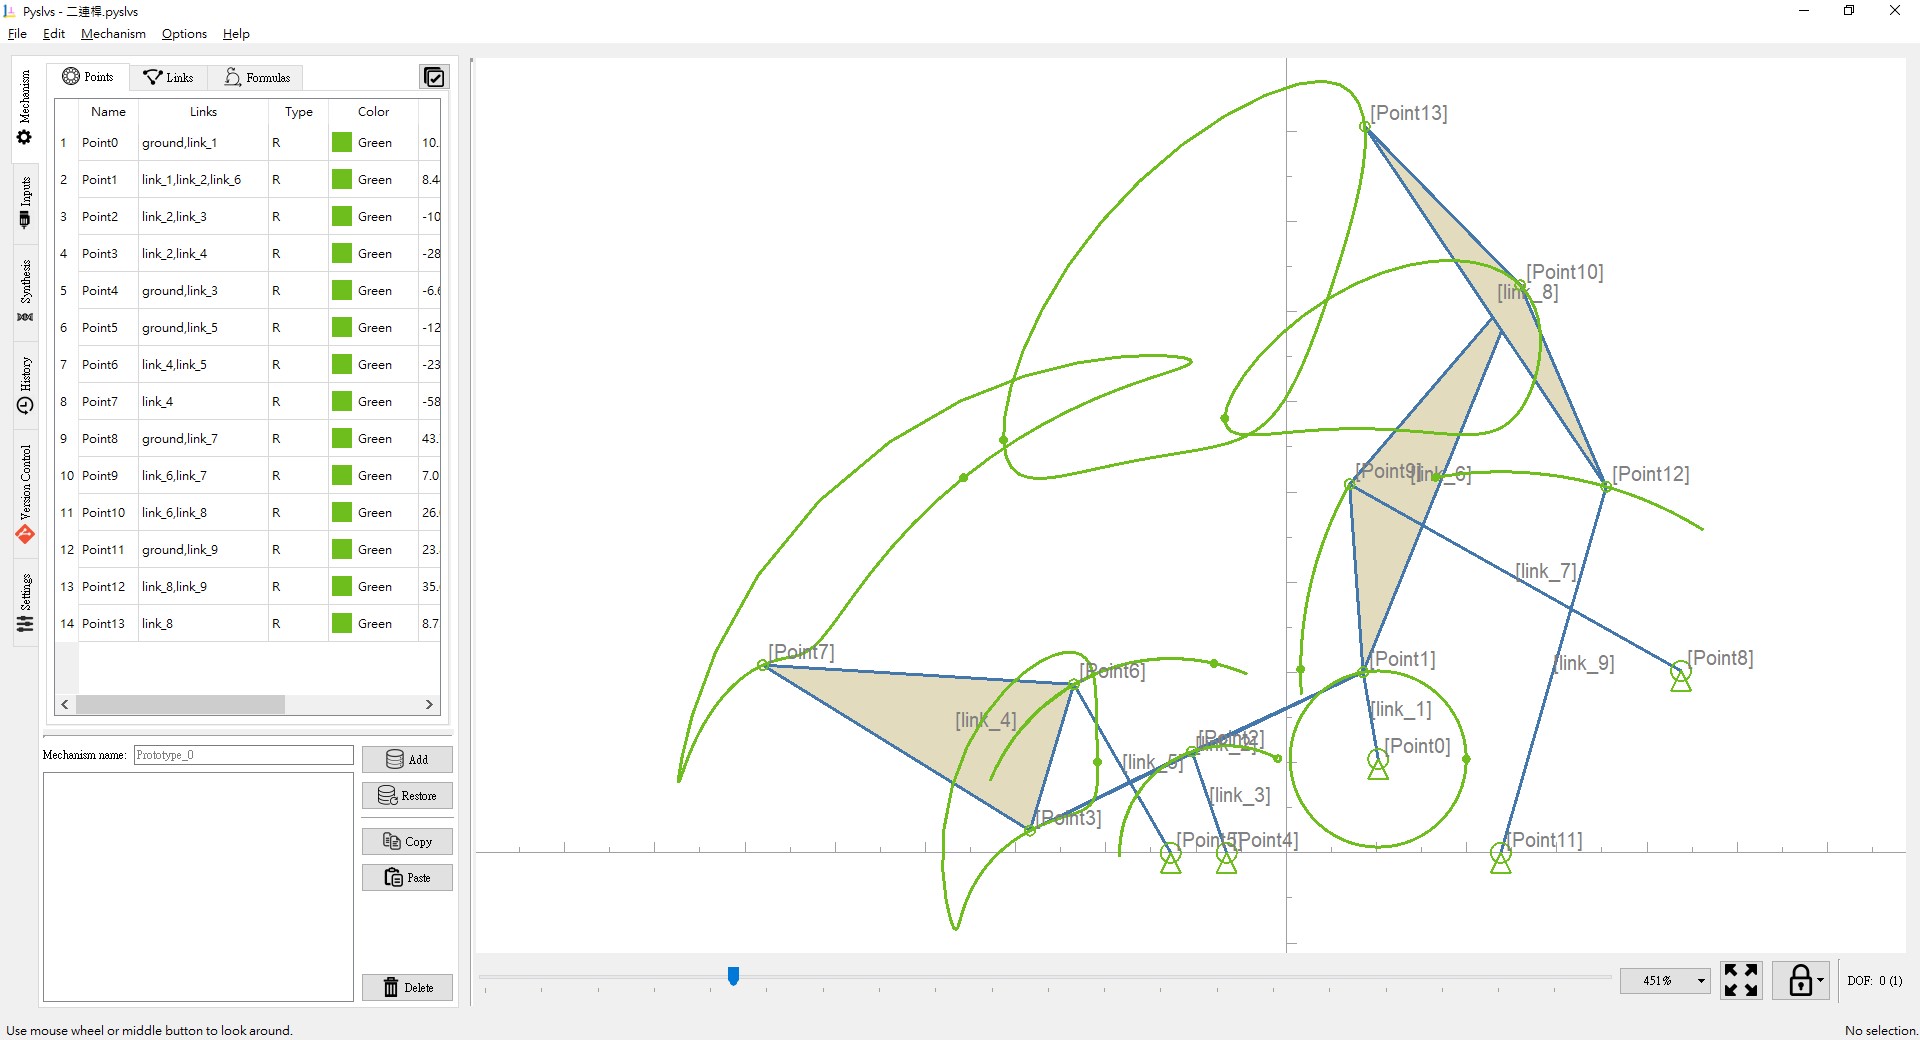 Pyslvs - 二連桿.pyslvs
File Edit Mechanism Options Help
Mechanism
Inputs
Synthesis
History
Version Control
Settings
Points Links Formulas
Name Links Type Color
1 Point0 ground,link_1 R Green 10.
2 Point1 link_1,link_2,link_6 R Green 8.4
3 Point2 link_2,link_3 R Green -10
4 Point3 link_2,link_4 R Green -28
5 Point4 ground,link_3 R Green -6.6
6 Point5 ground,link_5 R Green -12
7 Point6 link_4,link_5 R Green -23
8 Point7 link_4 R Green -58
9 Point8 ground,link_7 R Green 43.
10 Point9 link_6,link_7 R Green 7.0
11 Point10 link_6,link_8 R Green 26.
12 Point11 ground,link_9 R Green 23.
13 Point12 link_8,link_9 R Green 35.
14 Point13 link_8 R Green 8.7
Mechanism name: Prototype_0
Add
Restore
Copy
Paste
Delete
[Point13]
[Point10]
[link_8]
[Point9]
[link_6]
[Point12]
[link_7]
[Point7]
[Point6]
[Point1]
[Point8]
[link_9]
[link_4]
[link_1]
[Point2]
[Point0]
[link_5]
[link_3]
[Point3]
[Point5]
[Point4]
[Point11]
451%
DOF: 0 (1)
Use mouse wheel or middle button to look around.
No selection.